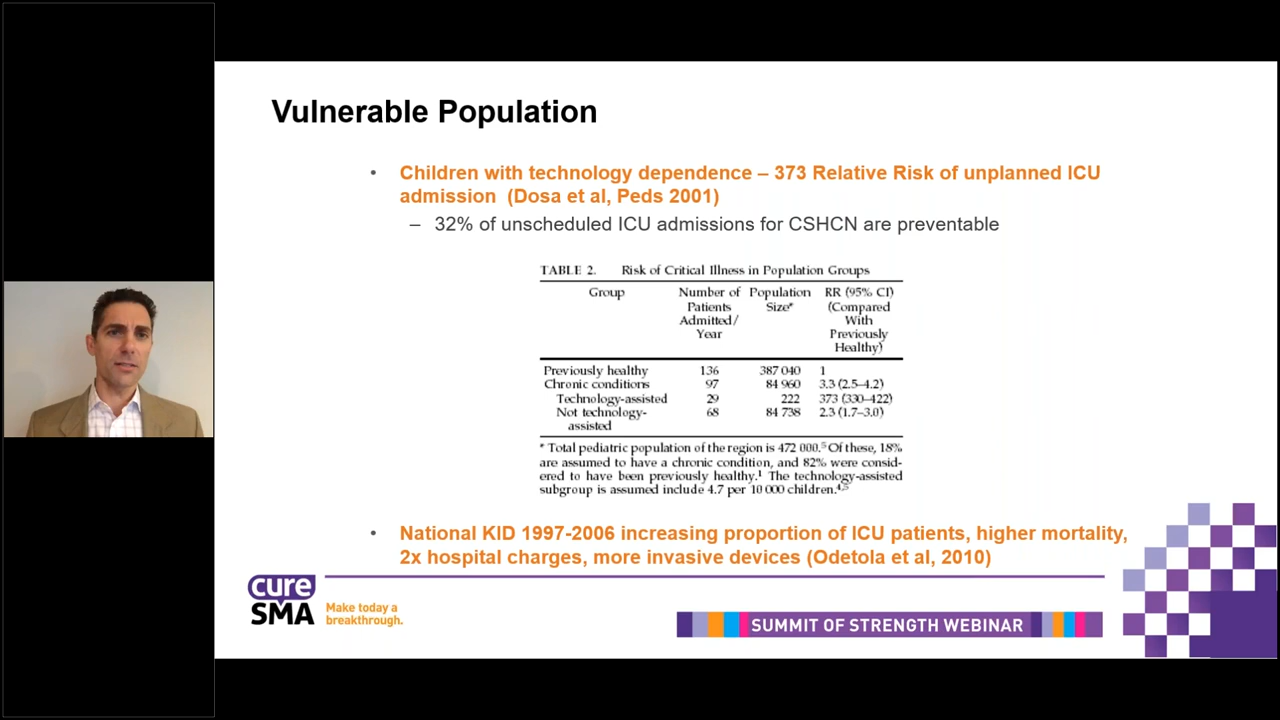 Vulnerable Population
• Children with technology dependence – 373 Relative Risk of unplanned ICU
admission (Dosa et al, Peds 2001)
– 32% of unscheduled ICU admissions for CSHCN are preventable
TABLE 2. Risk of Critical Illness in Population Groups
Group Number of Population RR (95% CI)
Patients Size* (Compared
Admitted/ With
Year Previously
Healthy)
Previously healthy 136 387 040 1
Chronic conditions 97 84 960 3.3 (2.5–4.2)
Technology-assisted 29 222 373 (330–422)
Not technology- 68 84 738 2.3 (1.7–3.0)
assisted
* Total pediatric population of the region is 472 000.⁵ Of these, 18%
are assumed to have a chronic condition, and 82% were consid-
ered to have been previously healthy.¹ The technology-assisted
subgroup is assumed include 4.7 per 10 000 children.⁴,⁵
• National KID 1997-2006 increasing proportion of ICU patients, higher mortality,
2x hospital charges, more invasive devices (Odetola et al, 2010)
cure
SMA
Make today a
breakthrough.
SUMMIT OF STRENGTH WEBINAR